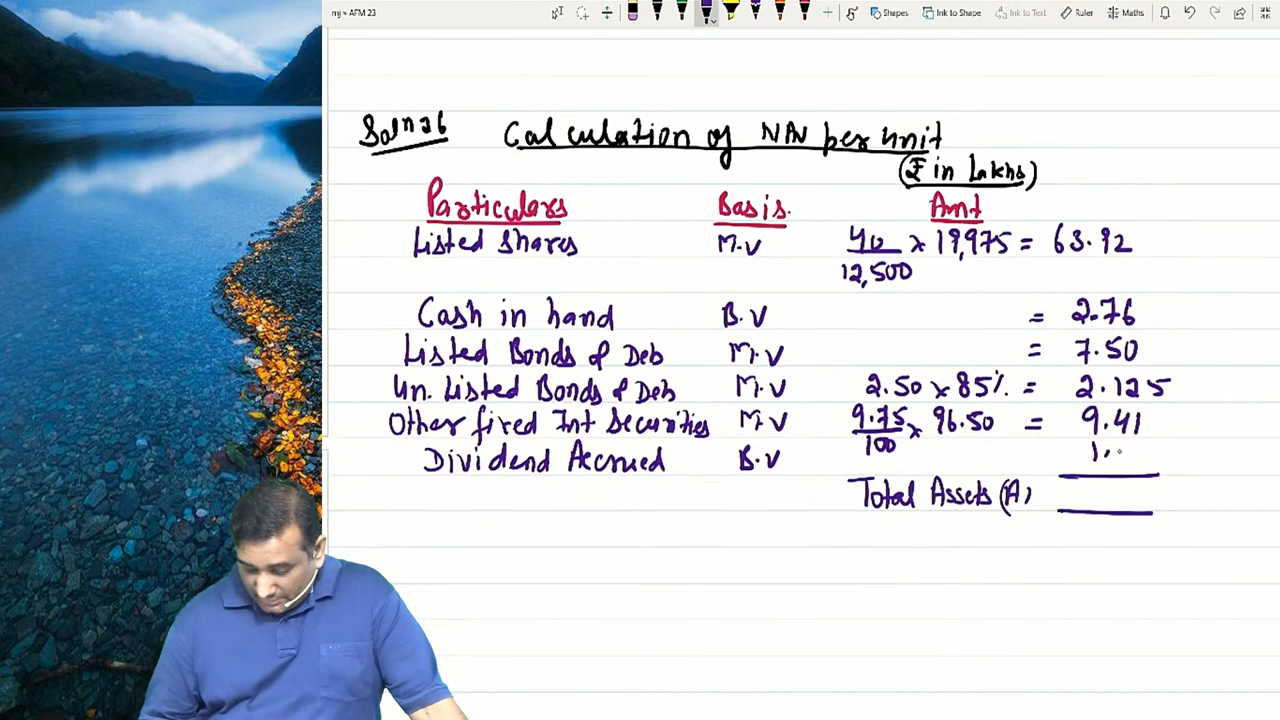 mj » AFM 23
Shapes Ink to Shape Ink to Text Ruler Maths
Soln 26 Calculation of NAV per unit
(₹ in Lakhs)
Particulars Basis. Amt
Listed Shares M.V 40/12,500 × 19,975 = 63.92
Cash in hand B.V = 2.76
Listed Bonds & Deb M.V = 7.50
Un. Listed Bonds & Deb M.V 2.50 × 85% = 2.125
Other fixed Int Securities M.V 9.75/100 × 96.50 = 9.41
Dividend Accrued B.V 1.
Total Assets (A)